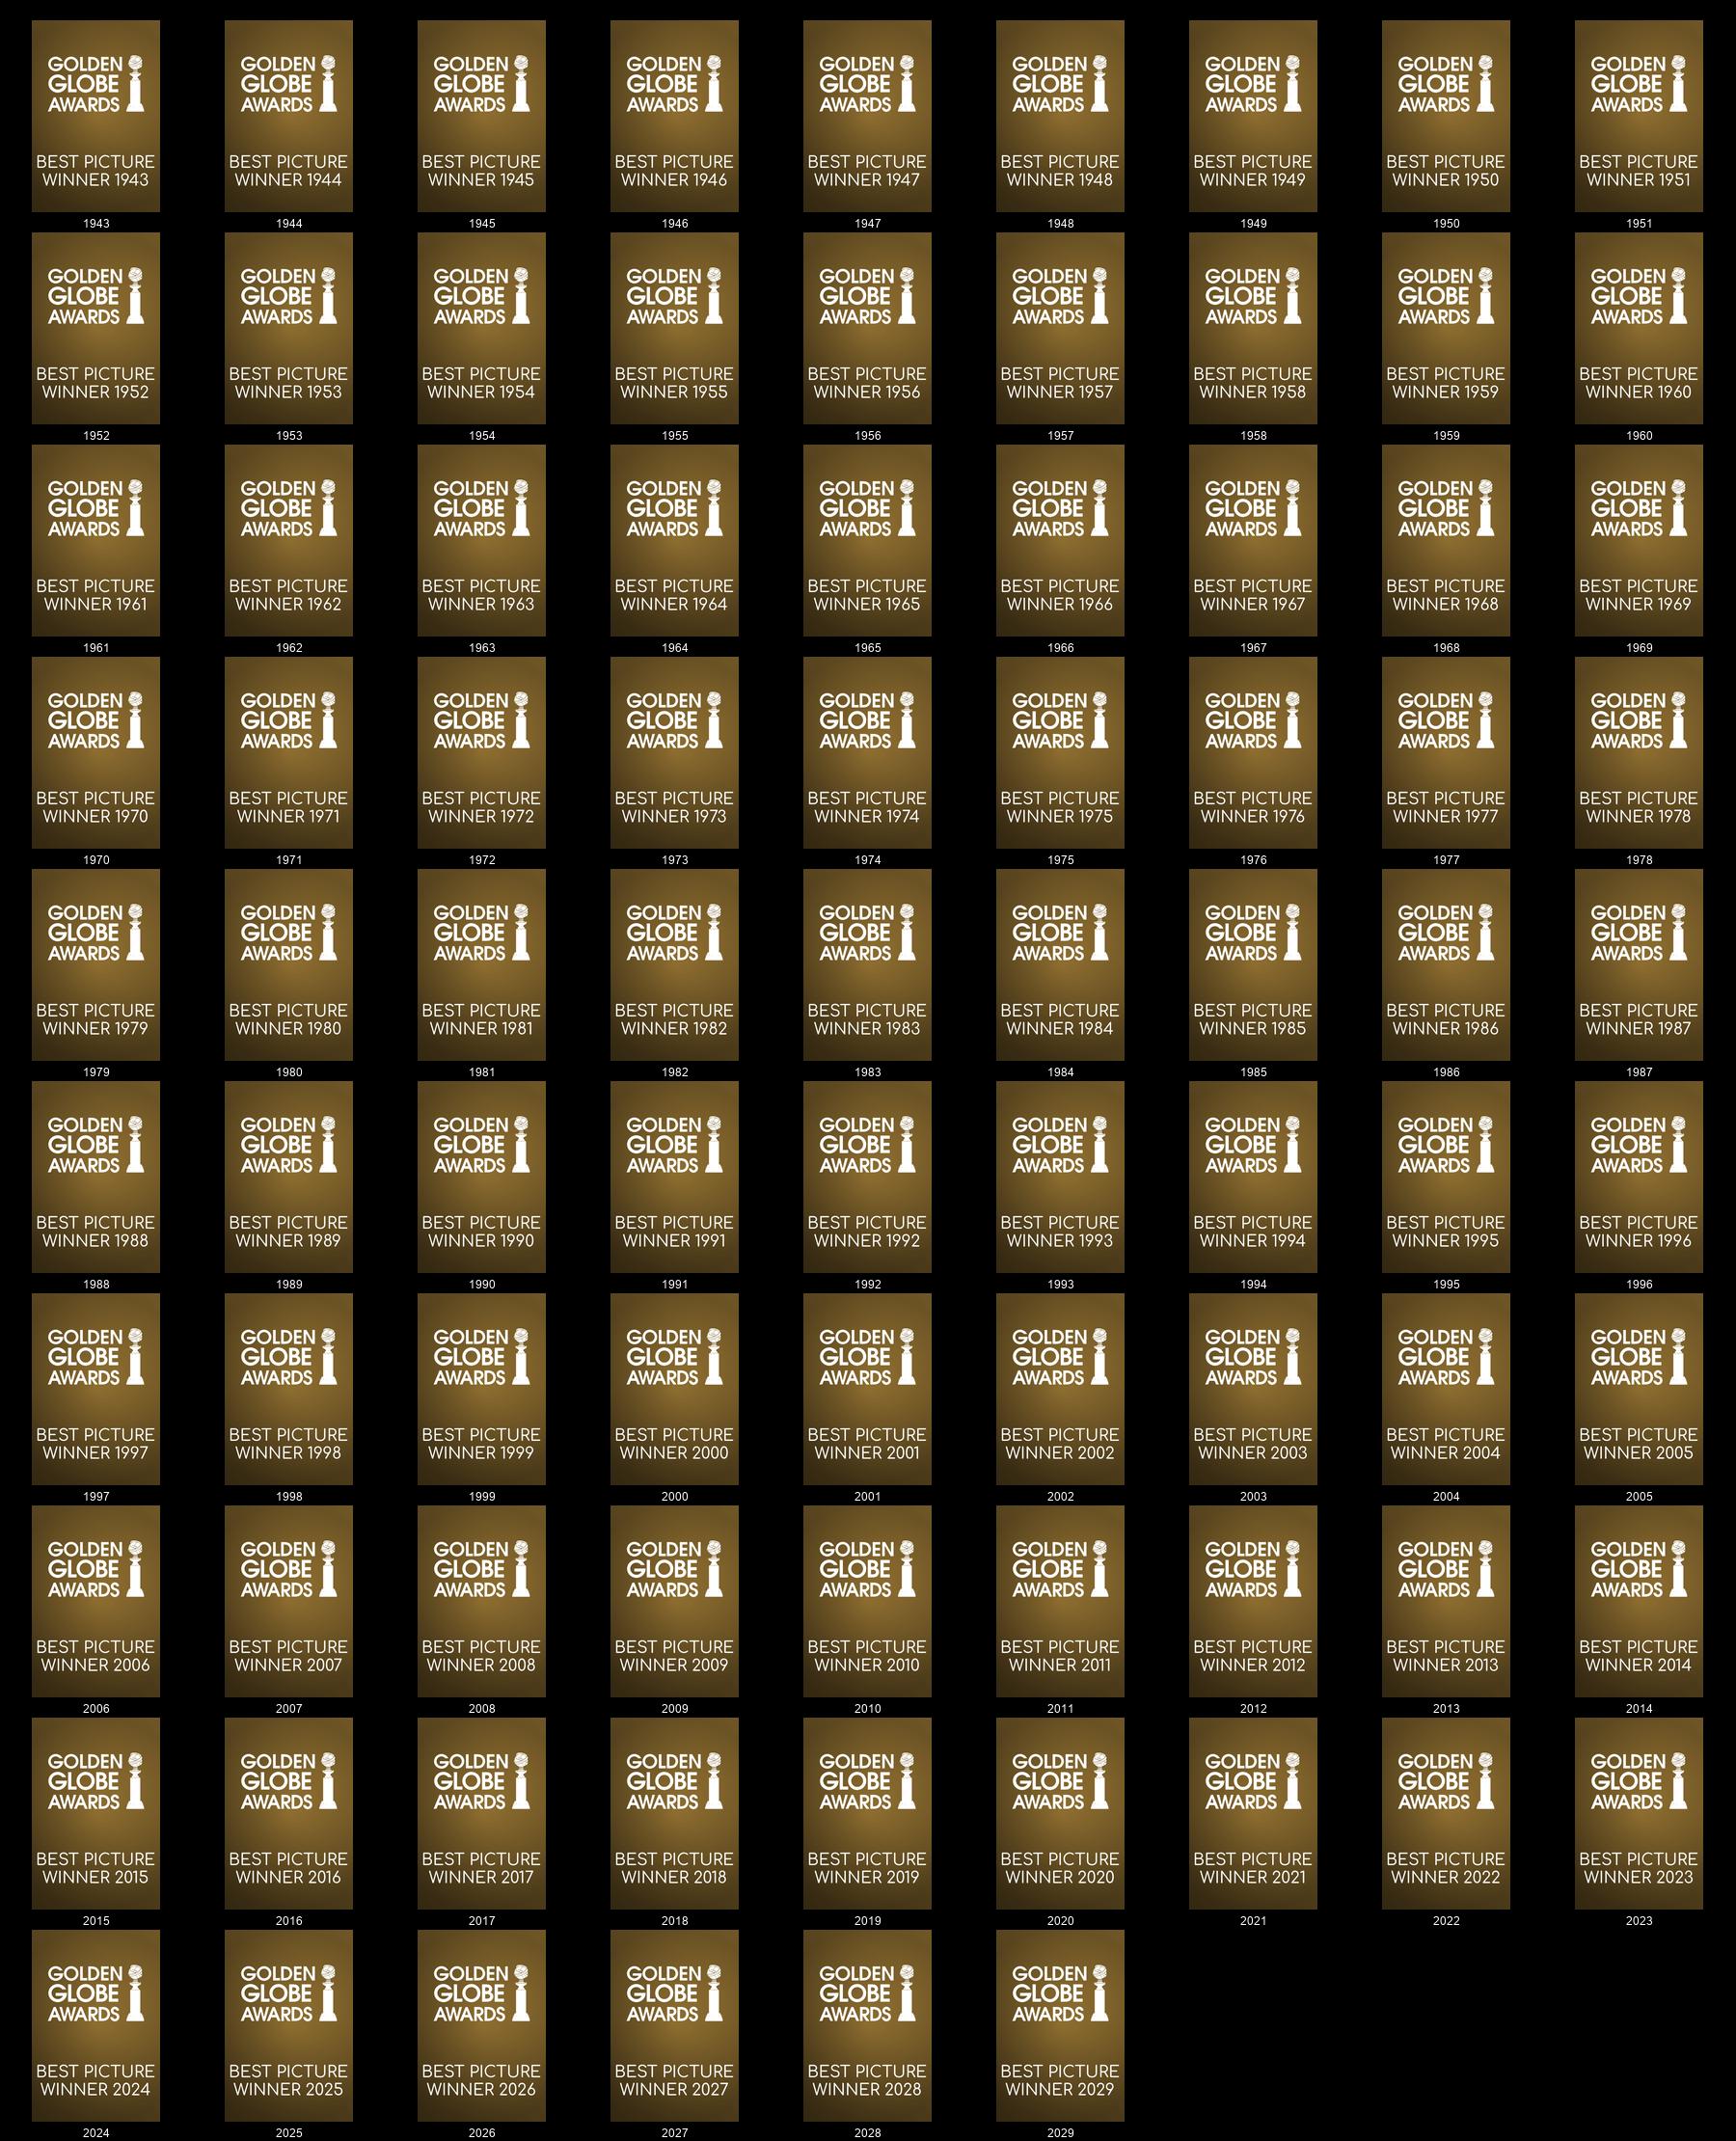 GOLDEN
GLOBE
AWARDS
BEST PICTURE
WINNER 1943
1943
GOLDEN
GLOBE
AWARDS
BEST PICTURE
WINNER 1944
1944
GOLDEN
GLOBE
AWARDS
BEST PICTURE
WINNER 1945
1945
GOLDEN
GLOBE
AWARDS
BEST PICTURE
WINNER 1946
1946
GOLDEN
GLOBE
AWARDS
BEST PICTURE
WINNER 1947
1947
GOLDEN
GLOBE
AWARDS
BEST PICTURE
WINNER 1948
1948
GOLDEN
GLOBE
AWARDS
BEST PICTURE
WINNER 1949
1949
GOLDEN
GLOBE
AWARDS
BEST PICTURE
WINNER 1950
1950
GOLDEN
GLOBE
AWARDS
BEST PICTURE
WINNER 1951
1951
GOLDEN
GLOBE
AWARDS
BEST PICTURE
WINNER 1952
1952
GOLDEN
GLOBE
AWARDS
BEST PICTURE
WINNER 1953
1953
GOLDEN
GLOBE
AWARDS
BEST PICTURE
WINNER 1954
1954
GOLDEN
GLOBE
AWARDS
BEST PICTURE
WINNER 1955
1955
GOLDEN
GLOBE
AWARDS
BEST PICTURE
WINNER 1956
1956
GOLDEN
GLOBE
AWARDS
BEST PICTURE
WINNER 1957
1957
GOLDEN
GLOBE
AWARDS
BEST PICTURE
WINNER 1958
1958
GOLDEN
GLOBE
AWARDS
BEST PICTURE
WINNER 1959
1959
GOLDEN
GLOBE
AWARDS
BEST PICTURE
WINNER 1960
1960
GOLDEN
GLOBE
AWARDS
BEST PICTURE
WINNER 1961
1961
GOLDEN
GLOBE
AWARDS
BEST PICTURE
WINNER 1962
1962
GOLDEN
GLOBE
AWARDS
BEST PICTURE
WINNER 1963
1963
GOLDEN
GLOBE
AWARDS
BEST PICTURE
WINNER 1964
1964
GOLDEN
GLOBE
AWARDS
BEST PICTURE
WINNER 1965
1965
GOLDEN
GLOBE
AWARDS
BEST PICTURE
WINNER 1966
1966
GOLDEN
GLOBE
AWARDS
BEST PICTURE
WINNER 1967
1967
GOLDEN
GLOBE
AWARDS
BEST PICTURE
WINNER 1968
1968
GOLDEN
GLOBE
AWARDS
BEST PICTURE
WINNER 1969
1969
GOLDEN
GLOBE
AWARDS
BEST PICTURE
WINNER 1970
1970
GOLDEN
GLOBE
AWARDS
BEST PICTURE
WINNER 1971
1971
GOLDEN
GLOBE
AWARDS
BEST PICTURE
WINNER 1972
1972
GOLDEN
GLOBE
AWARDS
BEST PICTURE
WINNER 1973
1973
GOLDEN
GLOBE
AWARDS
BEST PICTURE
WINNER 1974
1974
GOLDEN
GLOBE
AWARDS
BEST PICTURE
WINNER 1975
1975
GOLDEN
GLOBE
AWARDS
BEST PICTURE
WINNER 1976
1976
GOLDEN
GLOBE
AWARDS
BEST PICTURE
WINNER 1977
1977
GOLDEN
GLOBE
AWARDS
BEST PICTURE
WINNER 1978
1978
GOLDEN
GLOBE
AWARDS
BEST PICTURE
WINNER 1979
1979
GOLDEN
GLOBE
AWARDS
BEST PICTURE
WINNER 1980
1980
GOLDEN
GLOBE
AWARDS
BEST PICTURE
WINNER 1981
1981
GOLDEN
GLOBE
AWARDS
BEST PICTURE
WINNER 1982
1982
GOLDEN
GLOBE
AWARDS
BEST PICTURE
WINNER 1983
1983
GOLDEN
GLOBE
AWARDS
BEST PICTURE
WINNER 1984
1984
GOLDEN
GLOBE
AWARDS
BEST PICTURE
WINNER 1985
1985
GOLDEN
GLOBE
AWARDS
BEST PICTURE
WINNER 1986
1986
GOLDEN
GLOBE
AWARDS
BEST PICTURE
WINNER 1987
1987
GOLDEN
GLOBE
AWARDS
BEST PICTURE
WINNER 1988
1988
GOLDEN
GLOBE
AWARDS
BEST PICTURE
WINNER 1989
1989
GOLDEN
GLOBE
AWARDS
BEST PICTURE
WINNER 1990
1990
GOLDEN
GLOBE
AWARDS
BEST PICTURE
WINNER 1991
1991
GOLDEN
GLOBE
AWARDS
BEST PICTURE
WINNER 1992
1992
GOLDEN
GLOBE
AWARDS
BEST PICTURE
WINNER 1993
1993
GOLDEN
GLOBE
AWARDS
BEST PICTURE
WINNER 1994
1994
GOLDEN
GLOBE
AWARDS
BEST PICTURE
WINNER 1995
1995
GOLDEN
GLOBE
AWARDS
BEST PICTURE
WINNER 1996
1996
GOLDEN
GLOBE
AWARDS
BEST PICTURE
WINNER 1997
1997
GOLDEN
GLOBE
AWARDS
BEST PICTURE
WINNER 1998
1998
GOLDEN
GLOBE
AWARDS
BEST PICTURE
WINNER 1999
1999
GOLDEN
GLOBE
AWARDS
BEST PICTURE
WINNER 2000
2000
GOLDEN
GLOBE
AWARDS
BEST PICTURE
WINNER 2001
2001
GOLDEN
GLOBE
AWARDS
BEST PICTURE
WINNER 2002
2002
GOLDEN
GLOBE
AWARDS
BEST PICTURE
WINNER 2003
2003
GOLDEN
GLOBE
AWARDS
BEST PICTURE
WINNER 2004
2004
GOLDEN
GLOBE
AWARDS
BEST PICTURE
WINNER 2005
2005
GOLDEN
GLOBE
AWARDS
BEST PICTURE
WINNER 2006
2006
GOLDEN
GLOBE
AWARDS
BEST PICTURE
WINNER 2007
2007
GOLDEN
GLOBE
AWARDS
BEST PICTURE
WINNER 2008
2008
GOLDEN
GLOBE
AWARDS
BEST PICTURE
WINNER 2009
2009
GOLDEN
GLOBE
AWARDS
BEST PICTURE
WINNER 2010
2010
GOLDEN
GLOBE
AWARDS
BEST PICTURE
WINNER 2011
2011
GOLDEN
GLOBE
AWARDS
BEST PICTURE
WINNER 2012
2012
GOLDEN
GLOBE
AWARDS
BEST PICTURE
WINNER 2013
2013
GOLDEN
GLOBE
AWARDS
BEST PICTURE
WINNER 2014
2014
GOLDEN
GLOBE
AWARDS
BEST PICTURE
WINNER 2015
2015
GOLDEN
GLOBE
AWARDS
BEST PICTURE
WINNER 2016
2016
GOLDEN
GLOBE
AWARDS
BEST PICTURE
WINNER 2017
2017
GOLDEN
GLOBE
AWARDS
BEST PICTURE
WINNER 2018
2018
GOLDEN
GLOBE
AWARDS
BEST PICTURE
WINNER 2019
2019
GOLDEN
GLOBE
AWARDS
BEST PICTURE
WINNER 2020
2020
GOLDEN
GLOBE
AWARDS
BEST PICTURE
WINNER 2021
2021
GOLDEN
GLOBE
AWARDS
BEST PICTURE
WINNER 2022
2022
GOLDEN
GLOBE
AWARDS
BEST PICTURE
WINNER 2023
2023
GOLDEN
GLOBE
AWARDS
BEST PICTURE
WINNER 2024
2024
GOLDEN
GLOBE
AWARDS
BEST PICTURE
WINNER 2025
2025
GOLDEN
GLOBE
AWARDS
BEST PICTURE
WINNER 2026
2026
GOLDEN
GLOBE
AWARDS
BEST PICTURE
WINNER 2027
2027
GOLDEN
GLOBE
AWARDS
BEST PICTURE
WINNER 2028
2028
GOLDEN
GLOBE
AWARDS
BEST PICTURE
WINNER 2029
2029